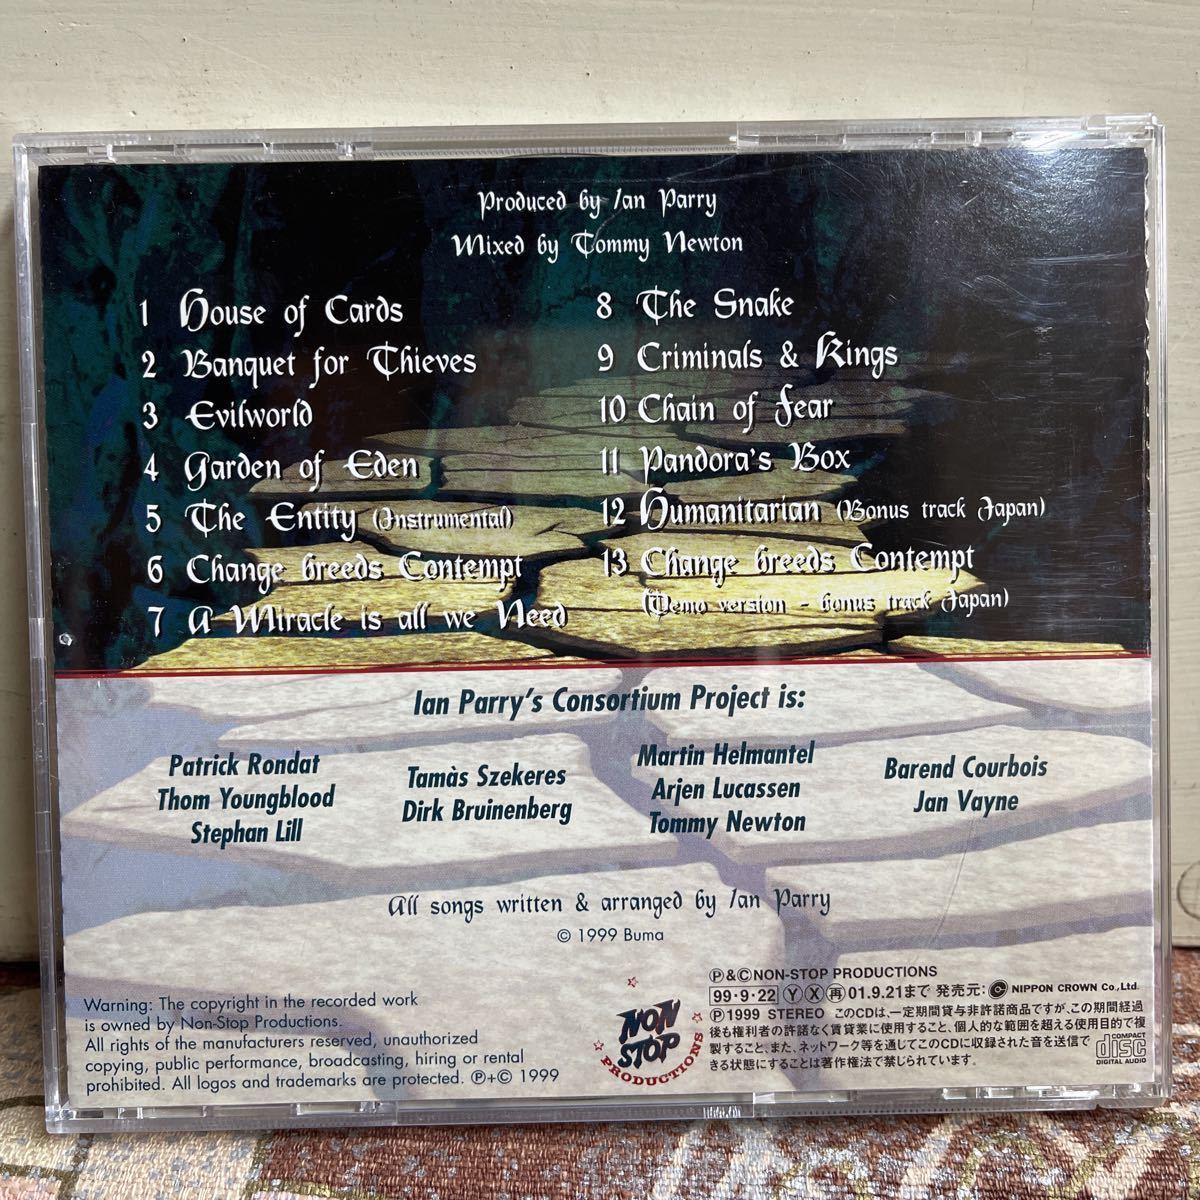 Produced by Ian Parry
Mixed by Tommy Newton
1 House of Cards
2 Banquet for Thieves
3 Evilworld
4 Garden of Eden
5 The Entity (Instrumental)
6 Change breeds Contempt
7 A Miracle is all we Need
8 The Snake
9 Criminals & Kings
10 Chain of Fear
11 Pandora's Box
12 Humanitarian (Bonus track Japan)
13 Change breeds Contempt
(Demo version - bonus track Japan)
Ian Parry's Consortium Project is:
Patrick Rondat
Thom Youngblood
Stephan Lill
Tamàs Szekeres
Dirk Bruinenberg
Martin Helmantel
Arjen Lucassen
Tommy Newton
Barend Courbois
Jan Vayne
All songs written & arranged by Ian Parry
© 1999 Buma
Warning: The copyright in the recorded work
is owned by Non-Stop Productions.
All rights of the manufacturers reserved, unauthorized
copying, public performance, broadcasting, hiring or rental
prohibited. All logos and trademarks are protected. ℗+© 1999
NON
STOP
PRODUCTIONS
℗&©NON-STOP PRODUCTIONS
99·9·22 Ⓨ Ⓧ 再 01.9.21まで 発売元: NIPPON CROWN Co.,Ltd.
℗1999 STEREO このCDは、一定期間貸与非許諾商品ですが、この期間経過
後も権利者の許諾なく賃貸業に使用すること、個人的な範囲を超える使用目的で複
製すること、また、ネットワーク等を通じてこのCDに収録された音を送信で
きる状態にすることは著作権法で禁じられています。
COMPACT
disc
DIGITAL AUDIO